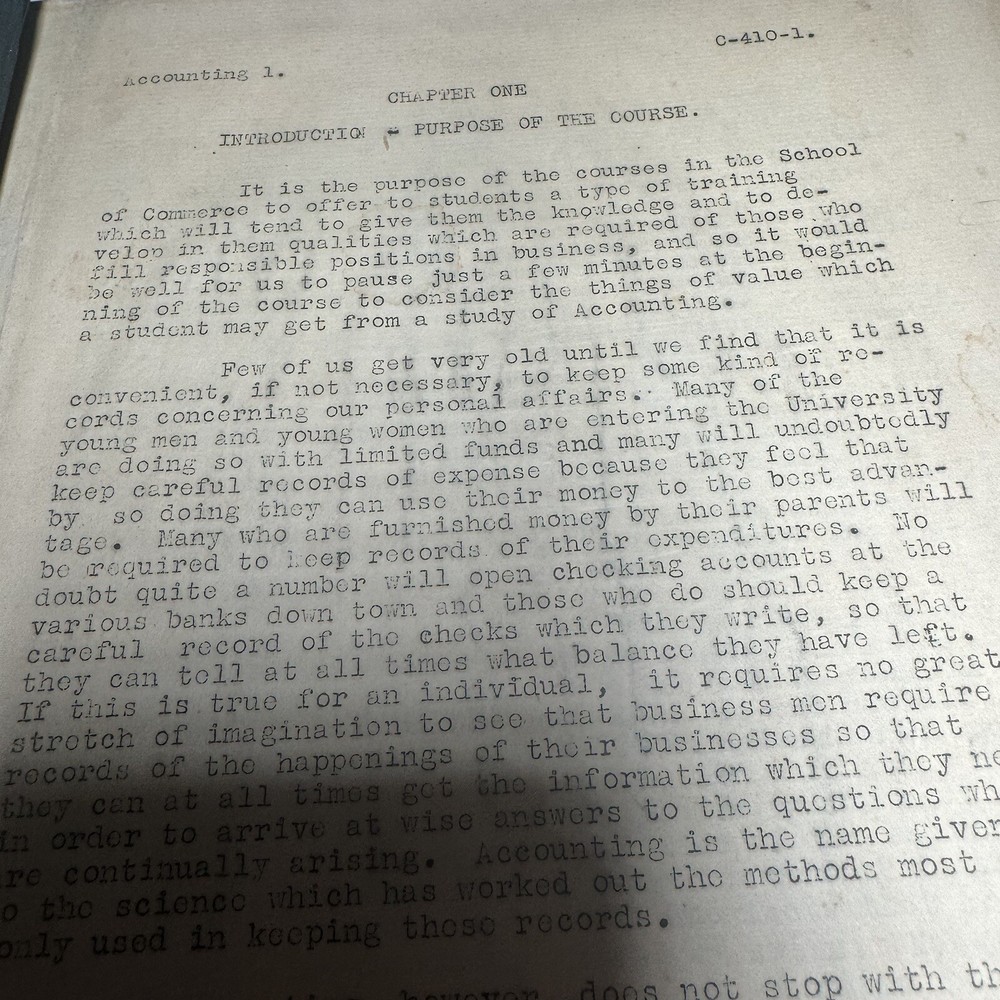 C-410-1.
Accounting 1.
CHAPTER ONE
INTRODUCTION - PURPOSE OF THE COURSE.
It is the purpose of the courses in the School
of Commerce to offer to students a type of training
which will tend to give them the knowledge and to de-
velop in them qualities which are required of those who
fill responsible positions in business, and so it would
be well for us to pause just a few minutes at the begin-
ning of the course to consider the things of value which
a student may get from a study of Accounting.
Few of us get very old until we find that it is
convenient, if not necessary, to keep some kind of re-
cords concerning our personal affairs. Many of the
young men and young women who are entering the University
are doing so with limited funds and many will undoubtedly
keep careful records of expense because they feel that
by so doing they can use their money to the best advan-
tage. Many who are furnished money by their parents will
be required to keep records of their expenditures. No
doubt quite a number will open checking accounts at the
various banks down town and those who do should keep a
careful record of the checks which they write, so that
they can tell at all times what balance they have left.
If this is true for an individual, it requires no great
stretch of imagination to see that business men require
records of the happenings of their businesses so that
they can at all times get the information which they ne
in order to arrive at wise answers to the questions wh
re continually arising. Accounting is the name given
o the science which has worked out the methods most
only used in keeping these records.
however, does not stop with th